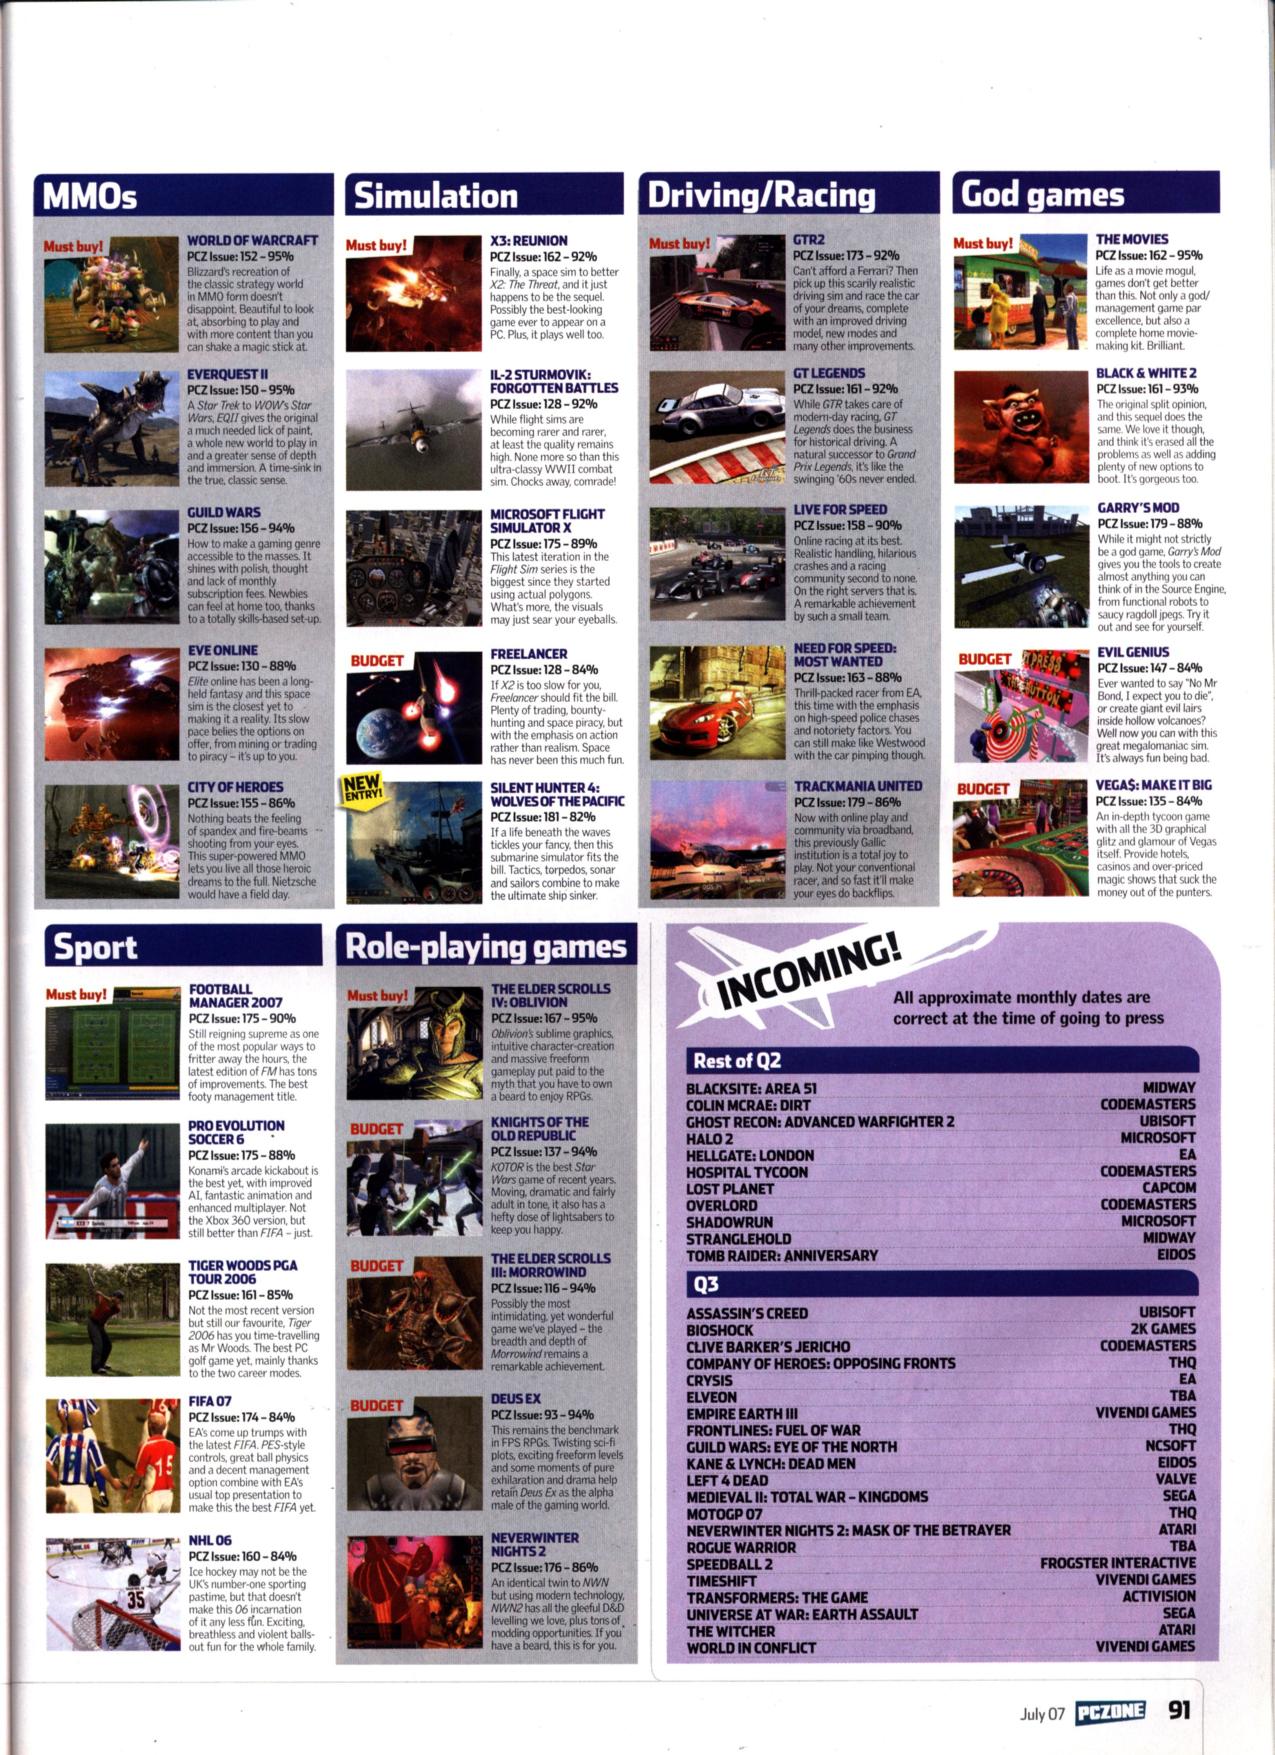 MMOs
Must buy!
WORLD OF WARCRAFT
PCZ Issue: 152 – 95%
Blizzard's recreation of
the classic strategy world
in MMO form doesn't
disappoint. Beautiful to look
at, absorbing to play and
with more content than you
can shake a magic stick at.
EVERQUEST II
PCZ Issue: 150 – 95%
A Star Trek to WOW's Star
Wars, EQII gives the original
a much needed lick of paint,
a whole new world to play in
and a greater sense of depth
and immersion. A time-sink in
the true, classic sense.
GUILD WARS
PCZ Issue: 156 – 94%
How to make a gaming genre
accessible to the masses. It
shines with polish, thought
and lack of monthly
subscription fees. Newbies
can feel at home too, thanks
to a totally skills-based set-up.
EVE ONLINE
PCZ Issue: 130 – 88%
Elite online has been a long-
held fantasy and this space
sim is the closest yet to
making it a reality. Its slow
pace belies the options on
offer, from mining or trading
to piracy – it's up to you.
CITY OF HEROES
PCZ Issue: 155 – 86%
Nothing beats the feeling
of spandex and fire-beams
shooting from your eyes.
This super-powered MMO
lets you live all those heroic
dreams to the full. Nietzsche
would have a field day.
Simulation
Must buy!
X3: REUNION
PCZ Issue: 162 – 92%
Finally, a space sim to better
X2: The Threat, and it just
happens to be the sequel.
Possibly the best-looking
game ever to appear on a
PC. Plus, it plays well too.
IL-2 STURMOVIK:
FORGOTTEN BATTLES
PCZ Issue: 128 – 92%
While flight sims are
becoming rarer and rarer,
at least the quality remains
high. None more so than this
ultra-classy WWII combat
sim. Chocks away, comrade!
MICROSOFT FLIGHT
SIMULATOR X
PCZ Issue: 175 – 89%
This latest iteration in the
Flight Sim series is the
biggest since they started
using actual polygons.
What's more, the visuals
may just sear your eyeballs.
BUDGET
FREELANCER
PCZ Issue: 128 – 84%
If X2 is too slow for you,
Freelancer should fit the bill.
Plenty of trading, bounty-
hunting and space piracy, but
with the emphasis on action
rather than realism. Space
has never been this much fun.
NEW
ENTRY!
SILENT HUNTER 4:
WOLVES OF THE PACIFIC
PCZ Issue: 181 – 82%
If a life beneath the waves
tickles your fancy, then this
submarine simulator fits the
bill. Tactics, torpedos, sonar
and sailors combine to make
the ultimate ship sinker.
Driving/Racing
Must buy!
GTR2
PCZ Issue: 173 – 92%
Can't afford a Ferrari? Then
pick up this scarily realistic
driving sim and race the car
of your dreams, complete
with an improved driving
model, new modes and
many other improvements.
GT LEGENDS
PCZ Issue: 161 – 92%
While GTR takes care of
modern-day racing, GT
Legends does the business
for historical driving. A
natural successor to Grand
Prix Legends, it's like the
swinging '60s never ended.
LIVE FOR SPEED
PCZ Issue: 158 – 90%
Online racing at its best.
Realistic handling, hilarious
crashes and a racing
community second to none.
On the right servers that is.
A remarkable achievement
by such a small team.
NEED FOR SPEED:
MOST WANTED
PCZ Issue: 163 – 88%
Thrill-packed racer from EA,
this time with the emphasis
on high-speed police chases
and notoriety factors. You
can still make like Westwood
with the car pimping though.
TRACKMANIA UNITED
PCZ Issue: 179 – 86%
Now with online play and
community via broadband,
this previously Gallic
institution is a total joy to
play. Not your conventional
racer, and so fast it'll make
your eyes do backflips.
God games
Must buy!
THE MOVIES
PCZ Issue: 162 – 95%
Life as a movie mogul,
games don't get better
than this. Not only a god/
management game par
excellence, but also a
complete home movie-
making kit. Brilliant.
BLACK & WHITE 2
PCZ Issue: 161 – 93%
The original split opinion,
and this sequel does the
same. We love it though,
and think it's erased all the
problems as well as adding
plenty of new options to
boot. It's gorgeous too.
GARRY'S MOD
PCZ Issue: 179 – 88%
While it might not strictly
be a god game, Garry's Mod
gives you the tools to create
almost anything you can
think of in the Source Engine,
from functional robots to
saucy ragdoll jpegs. Try it
out and see for yourself.
BUDGET
EVIL GENIUS
PCZ Issue: 147 – 84%
Ever wanted to say "No Mr
Bond, I expect you to die",
or create giant evil lairs
inside hollow volcanoes?
Well now you can with this
great megalomaniac sim.
It's always fun being bad.
BUDGET
VEGA$: MAKE IT BIG
PCZ Issue: 135 – 84%
An in-depth tycoon game
with all the 3D graphical
glitz and glamour of Vegas
itself. Provide hotels,
casinos and over-priced
magic shows that suck the
money out of the punters.
Sport
Must buy!
FOOTBALL
MANAGER 2007
PCZ Issue: 175 – 90%
Still reigning supreme as one
of the most popular ways to
fritter away the hours, the
latest edition of FM has tons
of improvements. The best
footy management title.
PRO EVOLUTION
SOCCER 6
PCZ Issue: 175 – 88%
Konami's arcade kickabout is
the best yet, with improved
AI, fantastic animation and
enhanced multiplayer. Not
the Xbox 360 version, but
still better than FIFA – just.
TIGER WOODS PGA
TOUR 2006
PCZ Issue: 161 – 85%
Not the most recent version
but still our favourite, Tiger
2006 has you time-travelling
as Mr Woods. The best PC
golf game yet, mainly thanks
to the two career modes.
FIFA 07
PCZ Issue: 174 – 84%
EA's come up trumps with
the latest FIFA. PES-style
controls, great ball physics
and a decent management
option combine with EA's
usual top presentation to
make this the best FIFA yet.
15
NHL 06
PCZ Issue: 160 – 84%
Ice hockey may not be the
UK's number-one sporting
pastime, but that doesn't
make this 06 incarnation
of it any less fun. Exciting,
breathless and violent balls-
out fun for the whole family.
35
Role-playing games
Must buy!
THE ELDER SCROLLS
IV: OBLIVION
PCZ Issue: 167 – 95%
Oblivion's sublime graphics,
intuitive character-creation
and massive freeform
gameplay put paid to the
myth that you have to own
a beard to enjoy RPGs.
BUDGET
KNIGHTS OF THE
OLD REPUBLIC
PCZ Issue: 137 – 94%
KOTOR is the best Star
Wars game of recent years.
Moving, dramatic and fairly
adult in tone, it also has a
hefty dose of lightsabers to
keep you happy.
BUDGET
THE ELDER SCROLLS
III: MORROWIND
PCZ Issue: 116 – 94%
Possibly the most
intimidating, yet wonderful
game we've played – the
breadth and depth of
Morrowind remains a
remarkable achievement.
BUDGET
DEUS EX
PCZ Issue: 93 – 94%
This remains the benchmark
in FPS RPGs. Twisting sci-fi
plots, exciting freeform levels
and some moments of pure
exhilaration and drama help
retain Deus Ex as the alpha
male of the gaming world.
NEVERWINTER
NIGHTS 2
PCZ Issue: 176 – 86%
An identical twin to NWN
but using modern technology,
NWN2 has all the gleeful D&D
levelling we love, plus tons of
modding opportunities. If you
have a beard, this is for you.
INCOMING!
All approximate monthly dates are
correct at the time of going to press
Rest of Q2
BLACKSITE: AREA 51 MIDWAY
COLIN MCRAE: DIRT CODEMASTERS
GHOST RECON: ADVANCED WARFIGHTER 2 UBISOFT
HALO 2 MICROSOFT
HELLGATE: LONDON EA
HOSPITAL TYCOON CODEMASTERS
LOST PLANET CAPCOM
OVERLORD CODEMASTERS
SHADOWRUN MICROSOFT
STRANGLEHOLD MIDWAY
TOMB RAIDER: ANNIVERSARY EIDOS
Q3
ASSASSIN'S CREED UBISOFT
BIOSHOCK 2K GAMES
CLIVE BARKER'S JERICHO CODEMASTERS
COMPANY OF HEROES: OPPOSING FRONTS THQ
CRYSIS EA
ELVEON TBA
EMPIRE EARTH III VIVENDI GAMES
FRONTLINES: FUEL OF WAR THQ
GUILD WARS: EYE OF THE NORTH NCSOFT
KANE & LYNCH: DEAD MEN EIDOS
LEFT 4 DEAD VALVE
MEDIEVAL II: TOTAL WAR – KINGDOMS SEGA
MOTOGP 07 THQ
NEVERWINTER NIGHTS 2: MASK OF THE BETRAYER ATARI
ROGUE WARRIOR TBA
SPEEDBALL 2 FROGSTER INTERACTIVE
TIMESHIFT VIVENDI GAMES
TRANSFORMERS: THE GAME ACTIVISION
UNIVERSE AT WAR: EARTH ASSAULT SEGA
THE WITCHER ATARI
WORLD IN CONFLICT VIVENDI GAMES
July 07 PCZONE 91